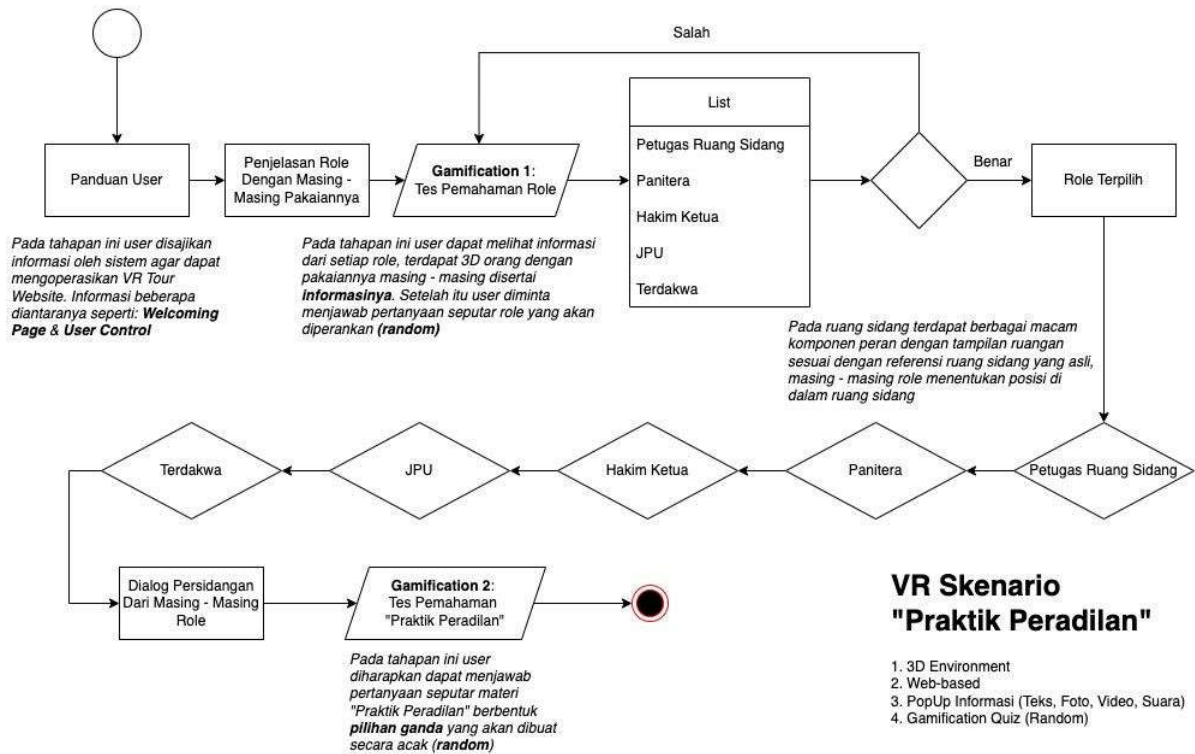 Salah
List
Petugas Ruang Sidang
Panitera
Hakim Ketua
JPU
Terdakwa
Panduan User
Penjelasan Role
Dengan Masing -
Masing Pakaiannya
Gamification 1:
Tes Pemahaman Role
Benar
Role Terpilih
Pada tahapan ini user disajikan
informasi oleh sistem agar dapat
mengoperasikan VR Tour
Website. Informasi beberapa
diantaranya seperti: Welcoming
Page & User Control
Pada tahapan ini user dapat melihat informasi
dari setiap role, terdapat 3D orang dengan
pakaiannya masing - masing disertai
informasinya. Setelah itu user diminta
menjawab pertanyaan seputar role yang akan
diperankan (random)
Pada ruang sidang terdapat berbagai macam
komponen peran dengan tampilan ruangan
sesuai dengan referensi ruang sidang yang asli,
masing - masing role menentukan posisi di
dalam ruang sidang
Terdakwa
JPU
Hakim Ketua
Panitera
Petugas Ruang Sidang
Dialog Persidangan
Dari Masing - Masing
Role
Gamification 2:
Tes Pemahaman
"Praktik Peradilan"
Pada tahapan ini user
diharapkan dapat menjawab
pertanyaan seputar materi
"Praktik Peradilan" berbentuk
pilihan ganda yang akan dibuat
secara acak (random)
VR Skenario
"Praktik Peradilan"
1. 3D Environment
2. Web-based
3. PopUp Informasi (Teks, Foto, Video, Suara)
4. Gamification Quiz (Random)